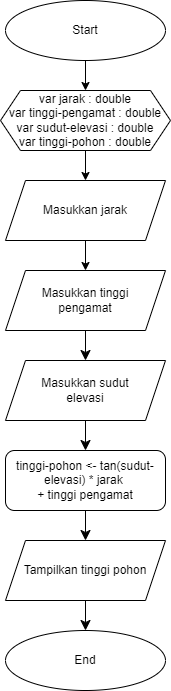 Start
var jarak : double
var tinggi-pengamat : double
var sudut-elevasi : double
var tinggi-pohon : double
Masukkan jarak
Masukkan tinggi
pengamat
Masukkan sudut
elevasi
tinggi-pohon <- tan(sudut-
elevasi) * jarak
+ tinggi pengamat
Tampilkan tinggi pohon
End